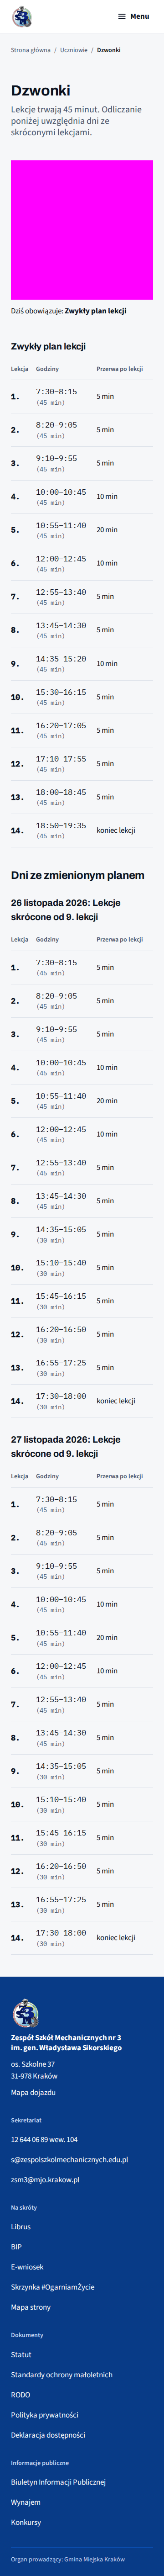 Menu
Strona główna / Uczniowie / Dzwonki
Dzwonki
Lekcje trwają 45 minut. Odliczanie
poniżej uwzględnia dni ze
skróconymi lekcjami.
Dziś obowiązuje: Zwykły plan lekcji
Zwykły plan lekcji
Lekcja Godziny Przerwa po lekcji
1. 7:30–8:15 5 min
(45 min)
2. 8:20–9:05 5 min
(45 min)
3. 9:10–9:55 5 min
(45 min)
4. 10:00–10:45 10 min
(45 min)
5. 10:55–11:40 20 min
(45 min)
6. 12:00–12:45 10 min
(45 min)
7. 12:55–13:40 5 min
(45 min)
8. 13:45–14:30 5 min
(45 min)
9. 14:35–15:20 10 min
(45 min)
10. 15:30–16:15 5 min
(45 min)
11. 16:20–17:05 5 min
(45 min)
12. 17:10–17:55 5 min
(45 min)
13. 18:00–18:45 5 min
(45 min)
14. 18:50–19:35 koniec lekcji
(45 min)
Dni ze zmienionym planem
26 listopada 2026: Lekcje
skrócone od 9. lekcji
Lekcja Godziny Przerwa po lekcji
1. 7:30–8:15 5 min
(45 min)
2. 8:20–9:05 5 min
(45 min)
3. 9:10–9:55 5 min
(45 min)
4. 10:00–10:45 10 min
(45 min)
5. 10:55–11:40 20 min
(45 min)
6. 12:00–12:45 10 min
(45 min)
7. 12:55–13:40 5 min
(45 min)
8. 13:45–14:30 5 min
(45 min)
9. 14:35–15:05 5 min
(30 min)
10. 15:10–15:40 5 min
(30 min)
11. 15:45–16:15 5 min
(30 min)
12. 16:20–16:50 5 min
(30 min)
13. 16:55–17:25 5 min
(30 min)
14. 17:30–18:00 koniec lekcji
(30 min)
27 listopada 2026: Lekcje
skrócone od 9. lekcji
Lekcja Godziny Przerwa po lekcji
1. 7:30–8:15 5 min
(45 min)
2. 8:20–9:05 5 min
(45 min)
3. 9:10–9:55 5 min
(45 min)
4. 10:00–10:45 10 min
(45 min)
5. 10:55–11:40 20 min
(45 min)
6. 12:00–12:45 10 min
(45 min)
7. 12:55–13:40 5 min
(45 min)
8. 13:45–14:30 5 min
(45 min)
9. 14:35–15:05 5 min
(30 min)
10. 15:10–15:40 5 min
(30 min)
11. 15:45–16:15 5 min
(30 min)
12. 16:20–16:50 5 min
(30 min)
13. 16:55–17:25 5 min
(30 min)
14. 17:30–18:00 koniec lekcji
(30 min)
Zespół Szkół Mechanicznych nr 3
im. gen. Władysława Sikorskiego
os. Szkolne 37
31-978 Kraków
Mapa dojazdu
Sekretariat
12 644 06 89 wew. 104
s@zespolszkolmechanicznych.edu.pl
zsm3@mjo.krakow.pl
Na skróty
Librus
BIP
E-wniosek
Skrzynka #OgarniamŻycie
Mapa strony
Dokumenty
Statut
Standardy ochrony małoletnich
RODO
Polityka prywatności
Deklaracja dostępności
Informacje publiczne
Biuletyn Informacji Publicznej
Wynajem
Konkursy
Organ prowadzący: Gmina Miejska Kraków